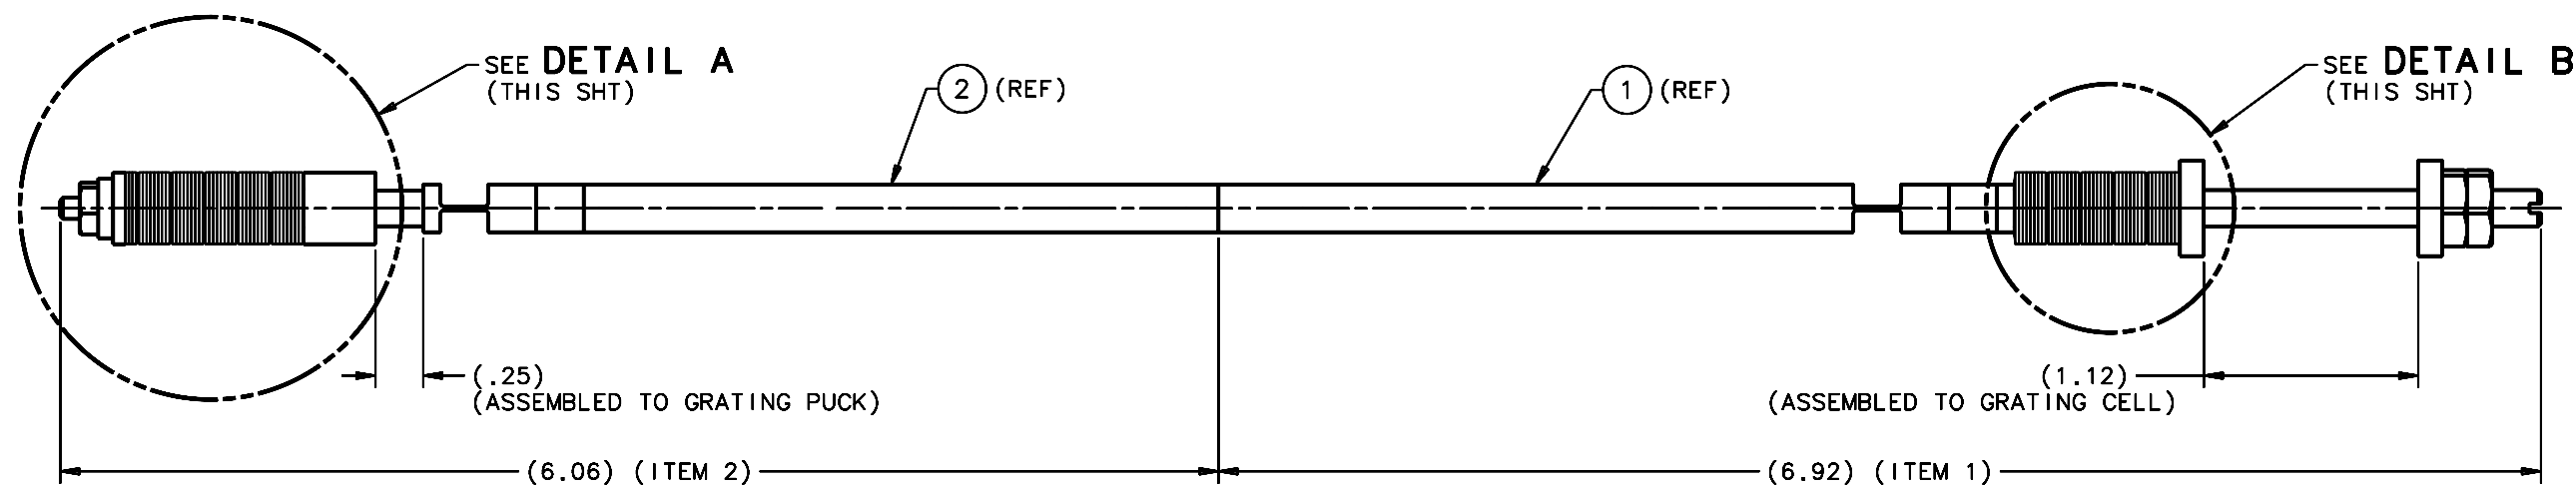 SEE DETAIL A
(THIS SHT)
2 (REF)
1 (REF)
SEE DETAIL B
(THIS SHT)
(.25)
(ASSEMBLED TO GRATING PUCK)
(1.12)
(ASSEMBLED TO GRATING CELL)
(6.06) (ITEM 2)
(6.92) (ITEM 1)